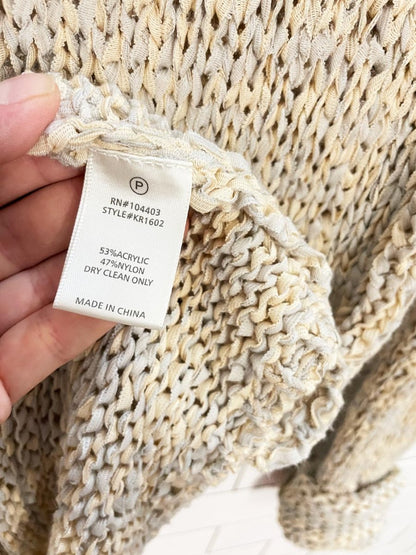 P
RN#104403
STYLE#KR1602
53%ACRYLIC
47%NYLON
DRY CLEAN ONLY
MADE IN CHINA